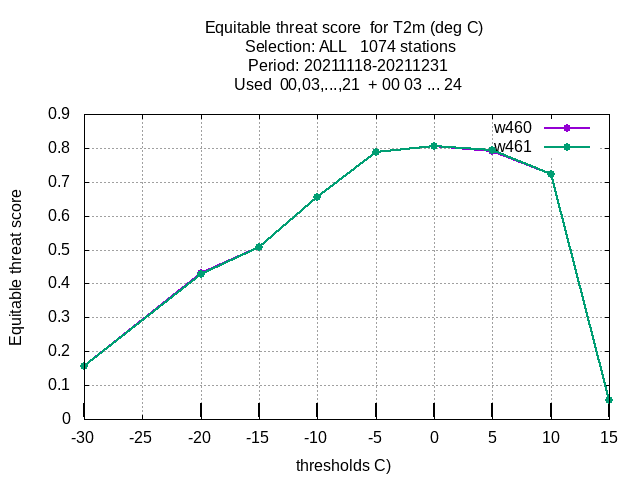 Equitable threat score  for T2m (deg C)
Selection: ALL   1074 stations
Period: 20211118-20211231
Used  00,03,...,21  + 00 03 ... 24
0.9
0.8
0.7
0.6
0.5
0.4
0.3
0.2
0.1
0
Equitable threat score
w460
w461
-30 -25 -20 -15 -10 -5 0 5 10 15
thresholds C)